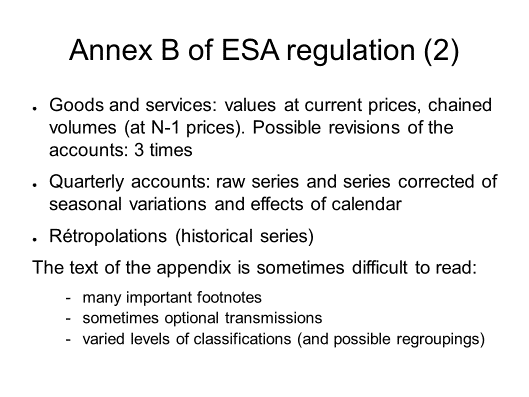 Annex B of ESA regulation (2)
• Goods and services: values at current prices, chained
volumes (at N-1 prices). Possible revisions of the
accounts: 3 times
• Quarterly accounts: raw series and series corrected of
seasonal variations and effects of calendar
• Rétropolations (historical series)
The text of the appendix is sometimes difficult to read:
- many important footnotes
- sometimes optional transmissions
- varied levels of classifications (and possible regroupings)